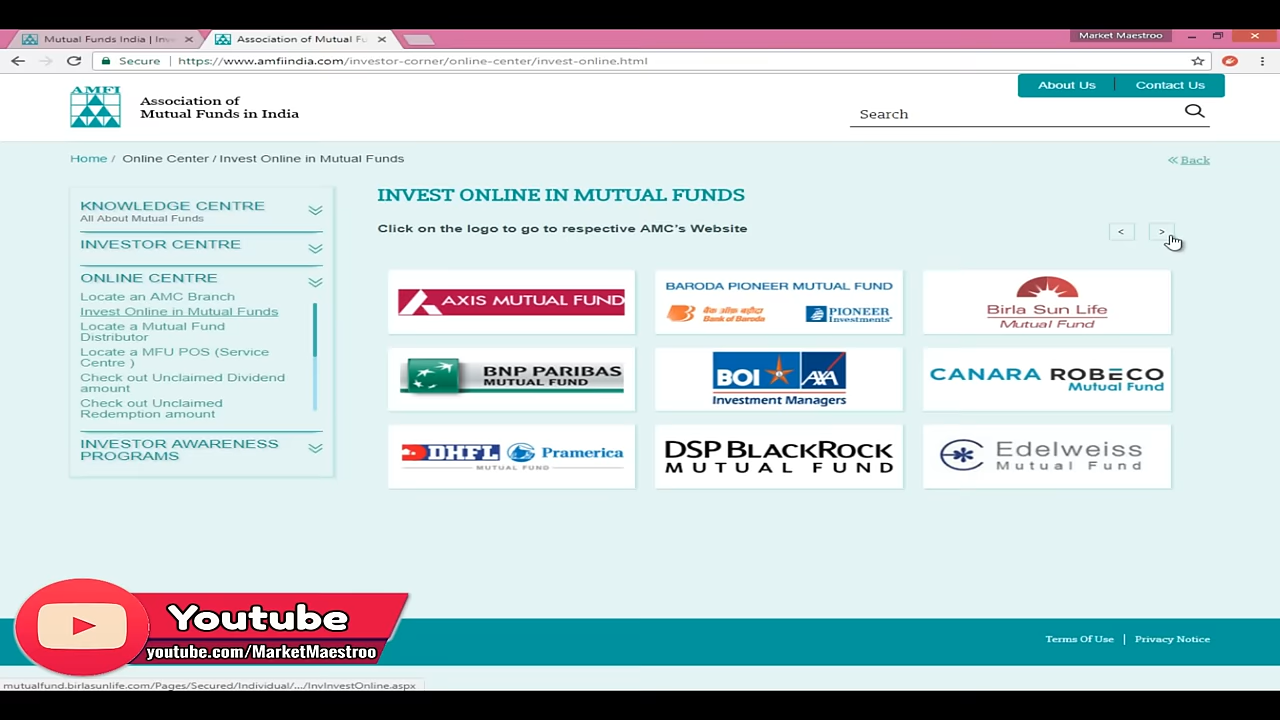 Mutual Funds India | Inv
Association of Mutual Fu
Market Maestroo
Secure
https://www.amfiindia.com/investor-corner/online-center/invest-online.html
AMFI
Association of
Mutual Funds in India
About Us
Contact Us
Search
Home / Online Center / Invest Online in Mutual Funds
Back
KNOWLEDGE CENTRE
All About Mutual Funds
INVESTOR CENTRE
ONLINE CENTRE
Locate an AMC Branch
Invest Online in Mutual Funds
Locate a Mutual Fund
Distributor
Locate a MFU POS (Service
Centre )
Check out Unclaimed Dividend
amount
Check out Unclaimed
Redemption amount
INVESTOR AWARENESS
PROGRAMS
INVEST ONLINE IN MUTUAL FUNDS
Click on the logo to go to respective AMC's Website
< >
AXIS MUTUAL FUND
BARODA PIONEER MUTUAL FUND
बैंक ऑफ़ बड़ौदा
Bank of Baroda
PIONEER
Investments
Birla Sun Life
Mutual Fund
BNP PARIBAS
MUTUAL FUND
BOI AXA
Investment Managers
CANARA ROBECO
Mutual Fund
DHFL Pramerica
MUTUAL FUND
DSP BLACKROCK
MUTUAL FUND
Edelweiss
Mutual Fund
Youtube
youtube.com/MarketMaestroo
Terms Of Use | Privacy Notice
mutualfund.birlasunlife.com/Pages/Secured/Individual/.../InvInvestOnline.aspx